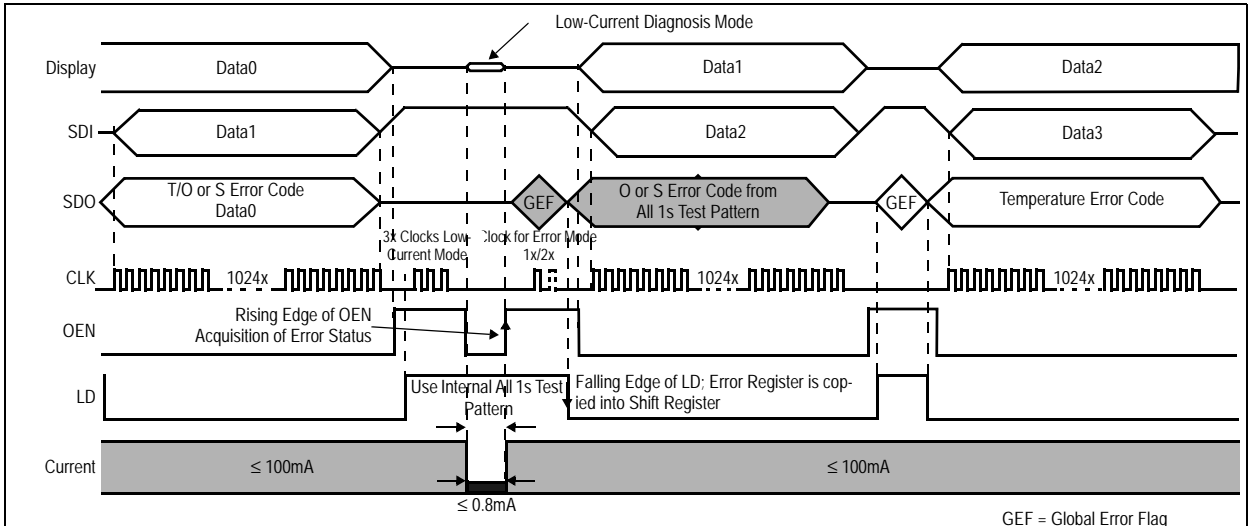 Low-Current Diagnosis Mode
Display
Data0
Data1
Data2
SDI
Data1
Data2
Data3
SDO
T/O or S Error Code
Data0
GEF
O or S Error Code from
All 1s Test Pattern
GEF
Temperature Error Code
3x Clocks Low-
Current Mode
Clock for Error Mode
1x/2x
CLK
1024x
1024x
1024x
OEN
Rising Edge of OEN
Acquisition of Error Status
LD
Use Internal All 1s Test
Pattern
Falling Edge of LD; Error Register is cop-
ied into Shift Register
Current
≤ 100mA
≤ 100mA
≤ 0.8mA
GEF = Global Error Flag